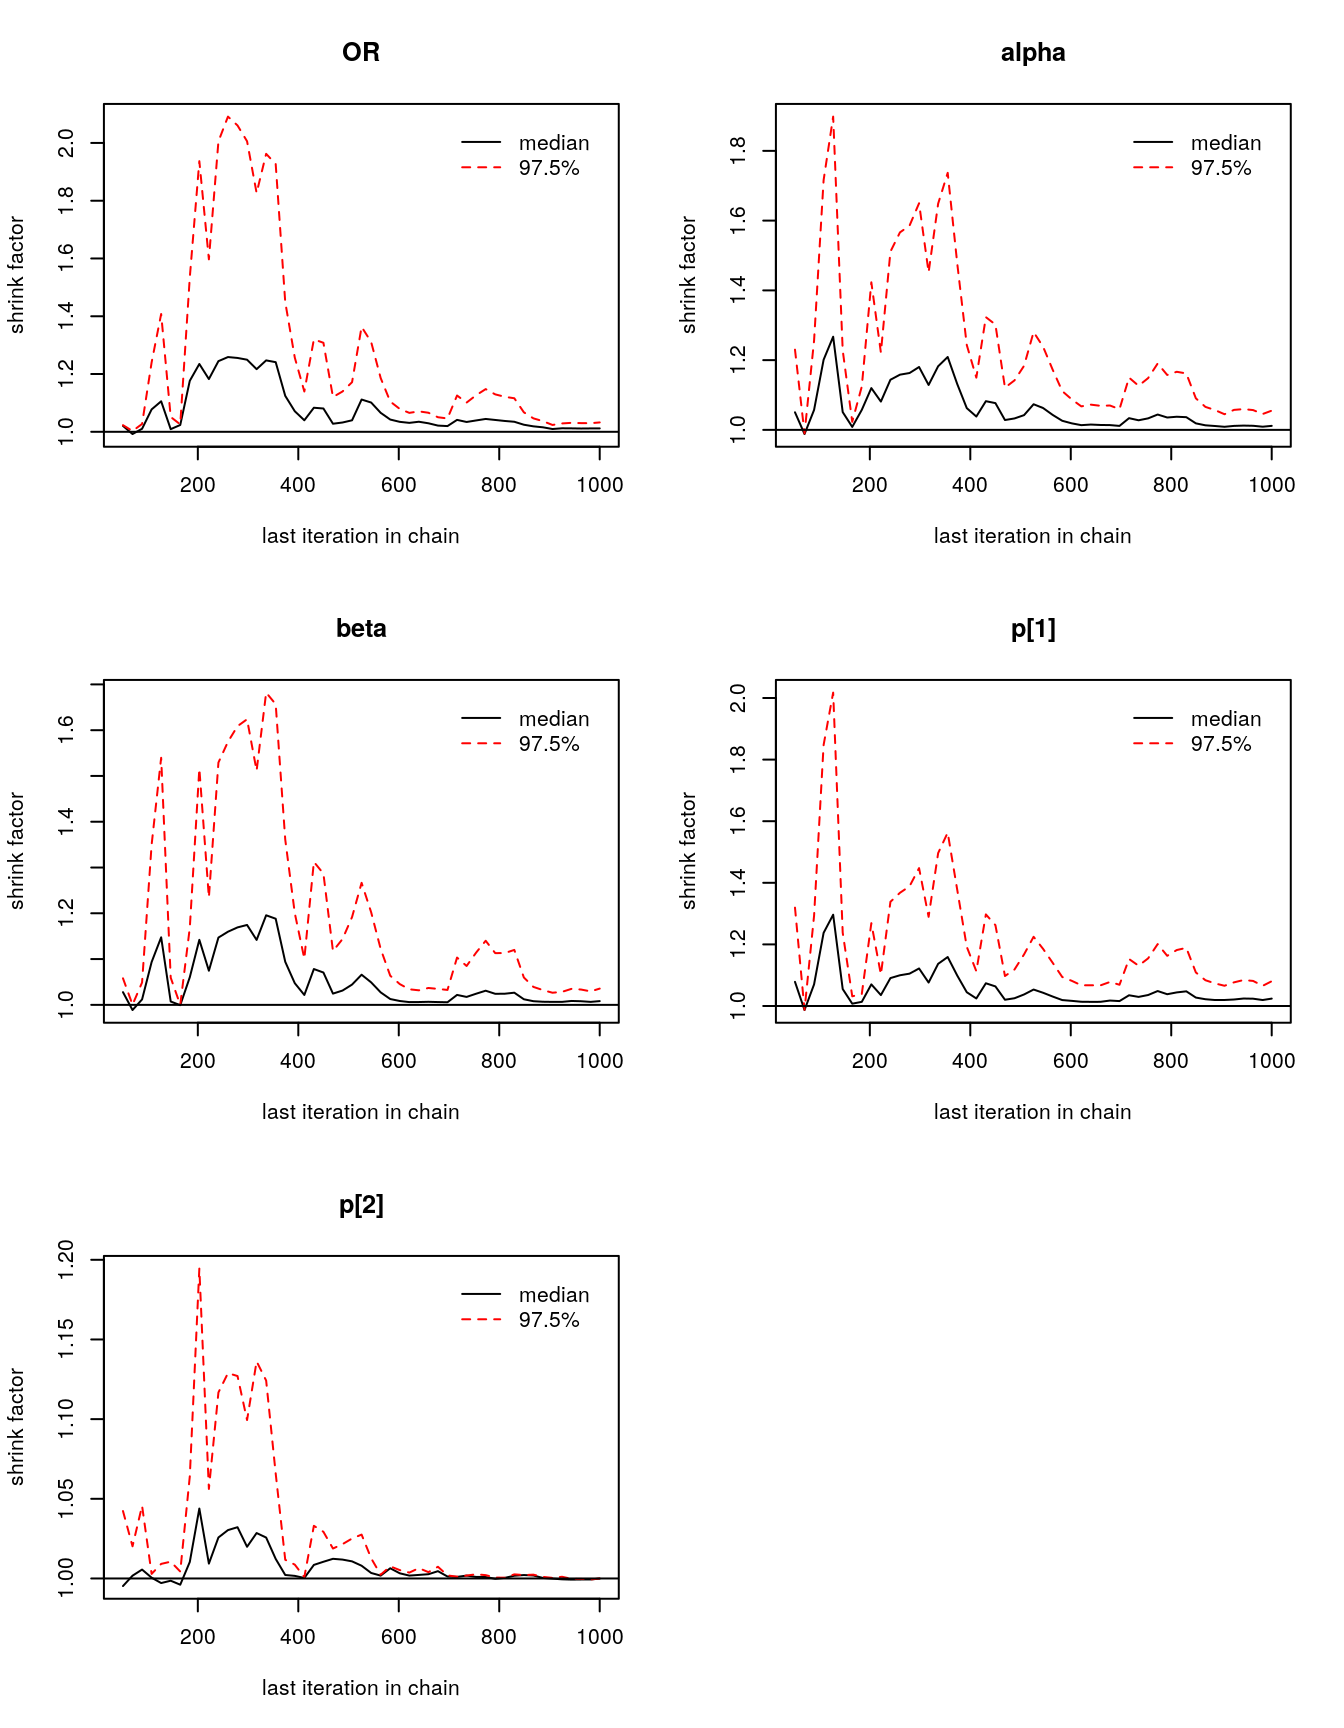 OR
median
97.5%
shrink factor
1.0 1.2 1.4 1.6 1.8 2.0
200 400 600 800 1000
last iteration in chain
alpha
median
97.5%
shrink factor
1.0 1.2 1.4 1.6 1.8
200 400 600 800 1000
last iteration in chain
beta
median
97.5%
shrink factor
1.0 1.2 1.4 1.6
200 400 600 800 1000
last iteration in chain
p[1]
median
97.5%
shrink factor
1.0 1.2 1.4 1.6 1.8 2.0
200 400 600 800 1000
last iteration in chain
p[2]
median
97.5%
shrink factor
1.00 1.05 1.10 1.15 1.20
200 400 600 800 1000
last iteration in chain